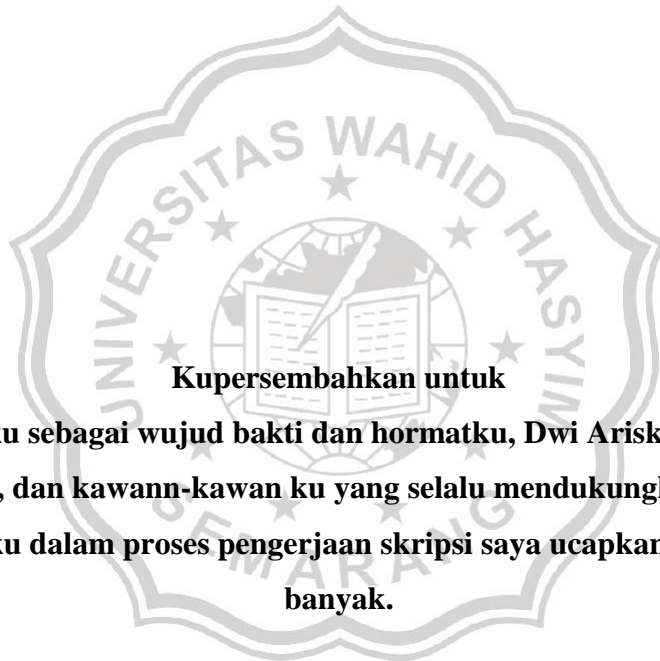 UNIVERSITAS WAHID HASYIM
SEMARANG
Kupersembahkan untuk
ku sebagai wujud bakti dan hormatku, Dwi Arisk
, dan kawann-kawan ku yang selalu mendukungk
ku dalam proses pengerjaan skripsi saya ucapkan
banyak.